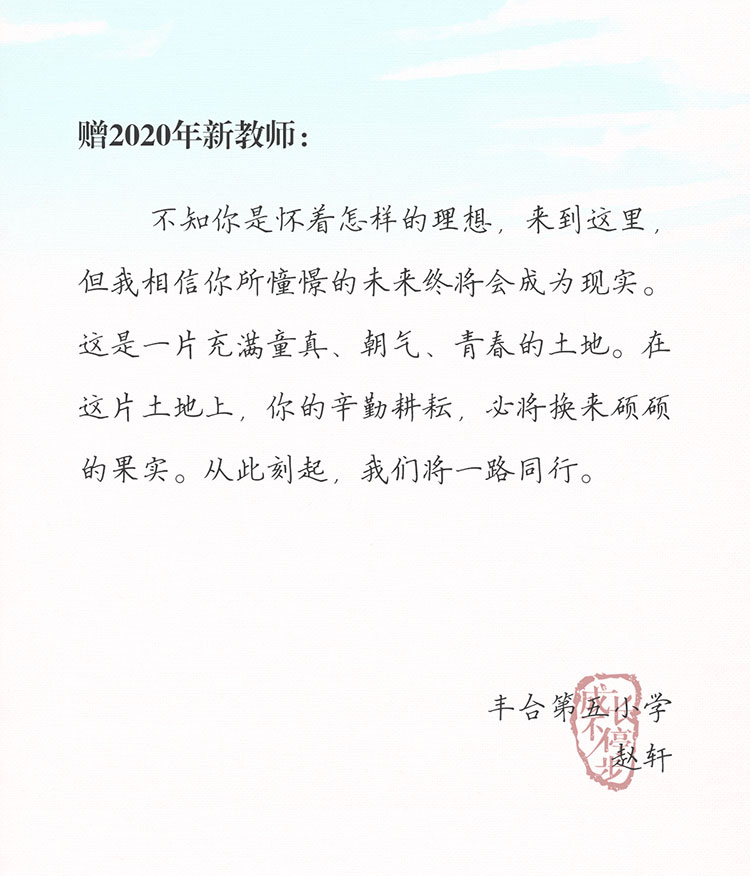 赠2020年新教师：
不知你是怀着怎样的理想，来到这里，
但我相信你所憧憬的未来终将会成为现实。
这是一片充满童真、朝气、青春的土地。在
这片土地上，你的辛勤耕耘，必将换来硕硕
的果实。从此刻起，我们将一路同行。
丰台第五小学
赵轩
成长
不停步